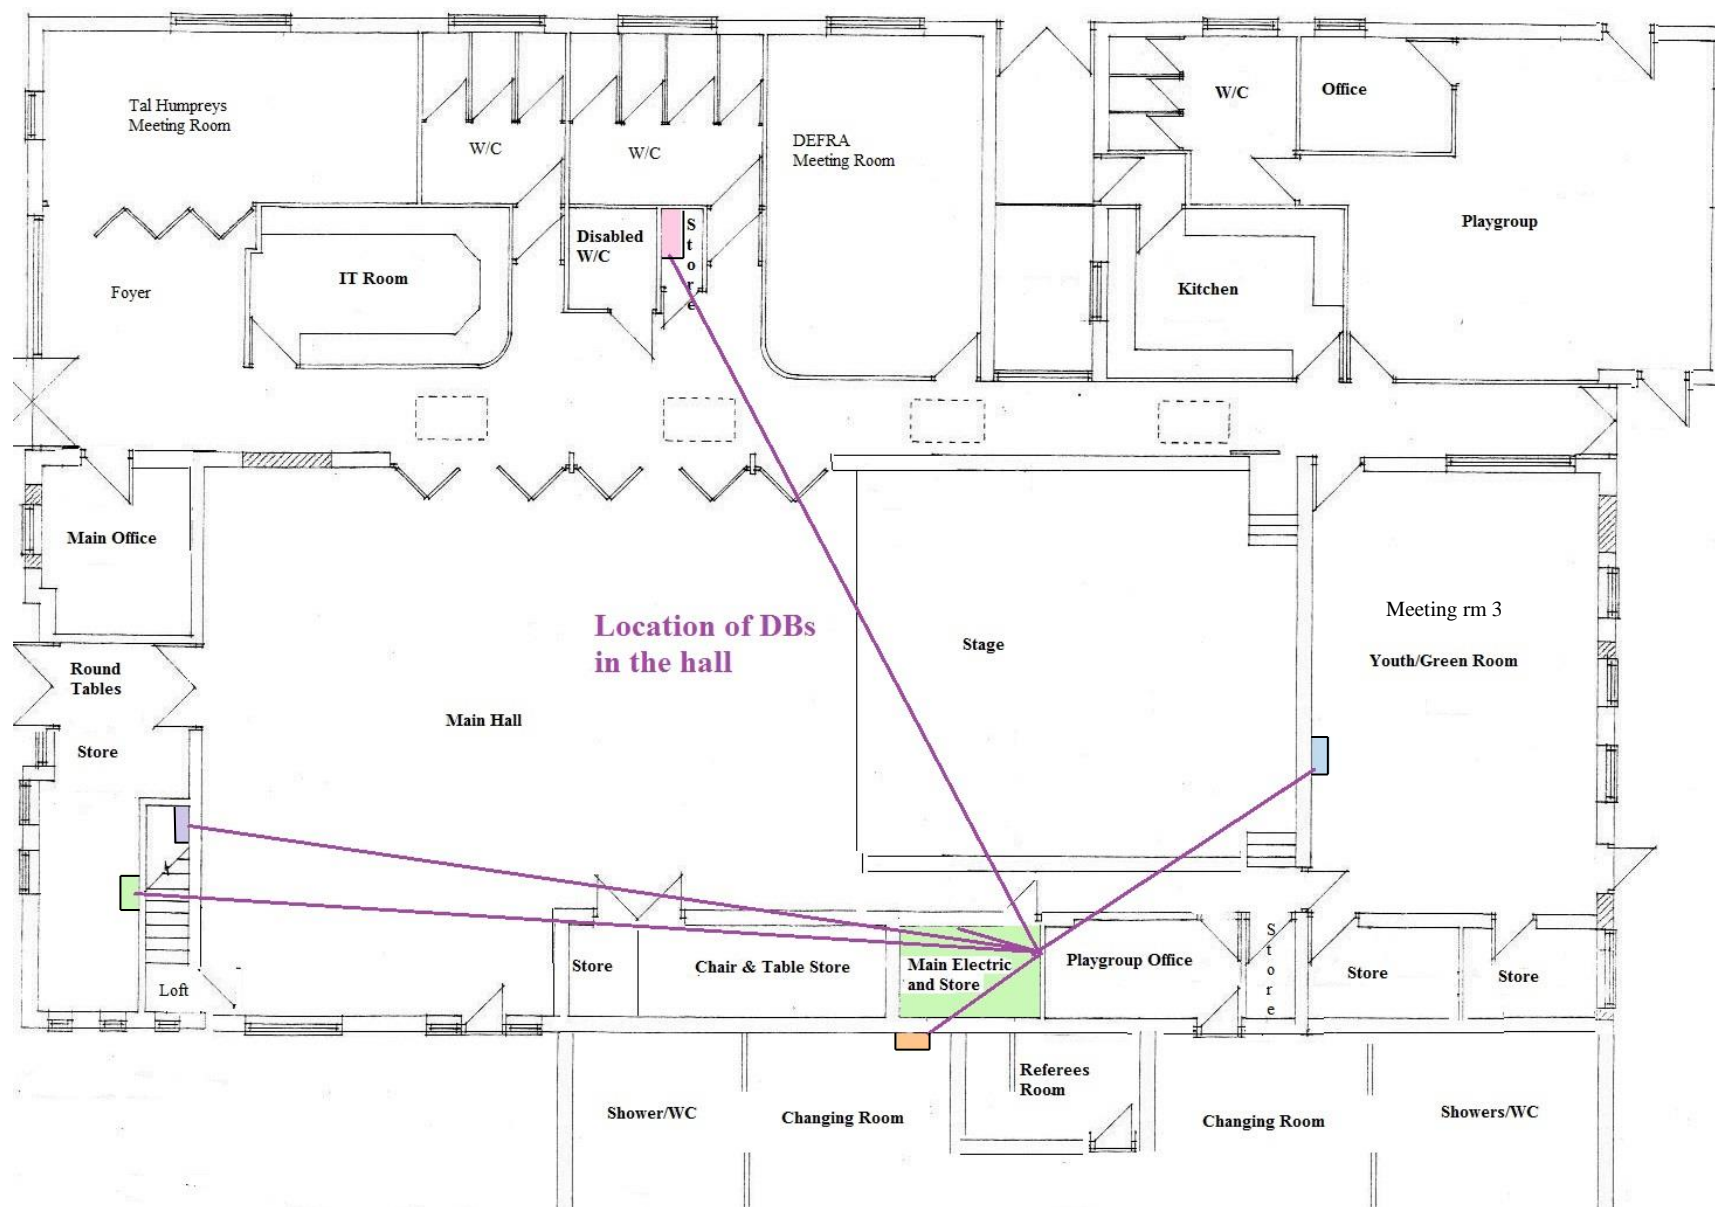 Tal Humpreys
Meeting Room
W/C
W/C
DEFRA
Meeting Room
W/C
Office
Playgroup
Foyer
IT Room
Disabled
W/C
Store
Kitchen
Main Office
Location of DBs
in the hall
Meeting rm 3
Youth/Green Room
Stage
Round
Tables
Store
Main Hall
Loft
Store
Chair & Table Store
Main Electric
and Store
Playgroup Office
Store
Store
Store
Shower/WC
Changing Room
Referees
Room
Changing Room
Showers/WC